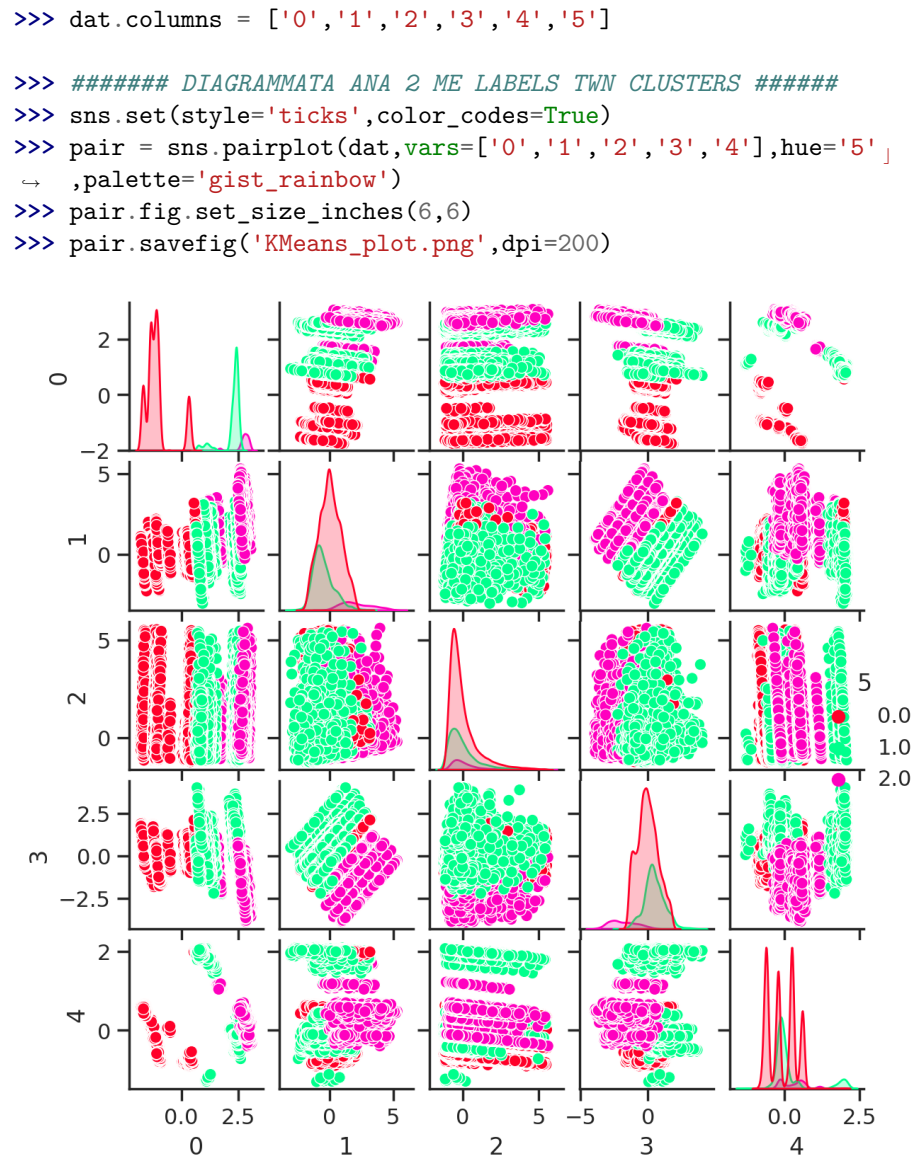 >>> dat.columns = ['0','1','2','3','4','5']
>>> ####### DIAGRAMMATA ANA 2 ME LABELS TWN CLUSTERS ######
>>> sns.set(style='ticks',color_codes=True)
>>> pair = sns.pairplot(dat,vars=['0','1','2','3','4'],hue='5'⌋
↪ ,palette='gist_rainbow')
>>> pair.fig.set_size_inches(6,6)
>>> pair.savefig('KMeans_plot.png',dpi=200)
2
0
−2
0
5
0
1
5
0
2
5
0.0
1.0
2.0
2.5
0.0
−2.5
3
2
0
4
0.0 2.5 0 5 0 5 −5 0 0.0 2.5
0 1 2 3 4